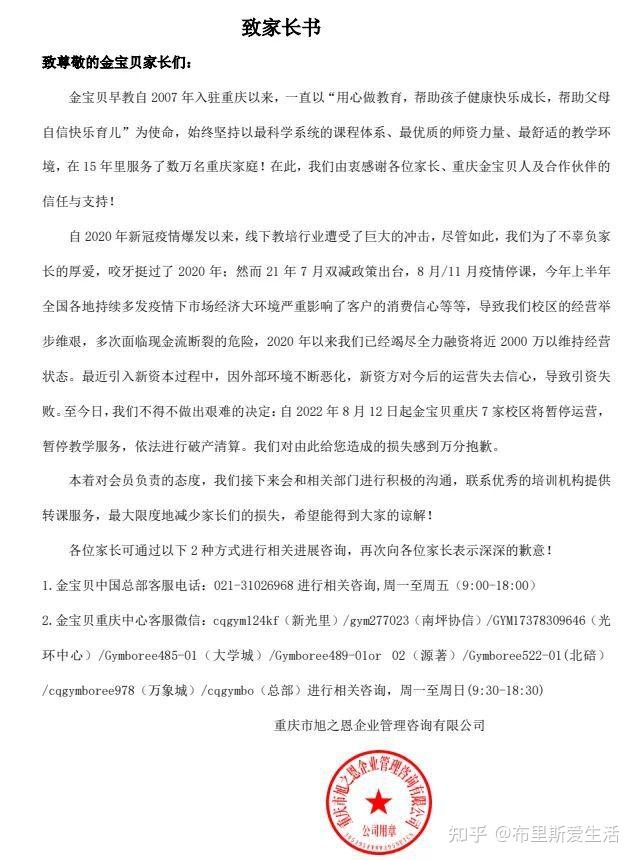 致家长书
致尊敬的金宝贝家长们：
金宝贝早教自 2007 年入驻重庆以来，一直以“用心做教育，帮助孩子健康快乐成长，帮助父母
自信快乐育儿”为使命，始终坚持以最科学系统的课程体系、最优质的师资力量、最舒适的教学环
境，在 15 年里服务了数万名重庆家庭！在此，我们由衷感谢各位家长、重庆金宝贝人及合作伙伴的
信任与支持！
自 2020 年新冠疫情爆发以来，线下教培行业遭受了巨大的冲击，尽管如此，我们为了不辜负家
长的厚爱，咬牙挺过了 2020 年；然而 21 年 7 月双减政策出台，8 月/11 月疫情停课，今年上半年
全国各地持续多发疫情下市场经济大环境严重影响了客户的消费信心等等，导致我们校区的经营举
步维艰，多次面临现金流断裂的危险，2020 年以来我们已经竭尽全力融资将近 2000 万以维持经营
状态。最近引入新资本过程中，因外部环境不断恶化，新资方对今后的运营失去信心，导致引资失
败。至今日，我们不得不做出艰难的决定：自 2022 年 8 月 12 日起金宝贝重庆 7 家校区将暂停运营，
暂停教学服务，依法进行破产清算。我们对由此给您造成的损失感到万分抱歉。
本着对会员负责的态度，我们接下来会和相关部门进行积极的沟通，联系优秀的培训机构提供
转课服务，最大限度地减少家长们的损失，希望能得到大家的谅解！
各位家长可通过以下 2 种方式进行相关进展咨询，再次向各位家长表示深深的歉意！
1.金宝贝中国总部客服电话：021-31026968 进行相关咨询,周一至周五（9:00-18:00）
2.金宝贝重庆中心客服微信：cqgym124kf（新光里）/gym277023（南坪协信）/GYM17378309646（光
环中心）/Gymboree485-01（大学城）/Gymboree489-01or 02（源著）/Gymboree522-01(北碚)
/cqgymboree978（万象城）/cqgymbo（总部）进行相关咨询，周一至周日(9:30-18:30)
重庆市旭之恩企业管理咨询有限公司
重庆市旭之恩企业管理咨询有限公司
公司用章
知乎 @布里斯爱生活